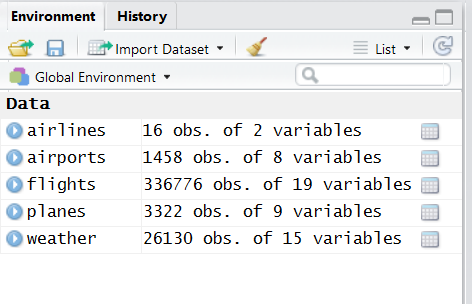 Environment History
Import Dataset List
Global Environment
Data
airlines 16 obs. of 2 variables
airports 1458 obs. of 8 variables
flights 336776 obs. of 19 variables
planes 3322 obs. of 9 variables
weather 26130 obs. of 15 variables